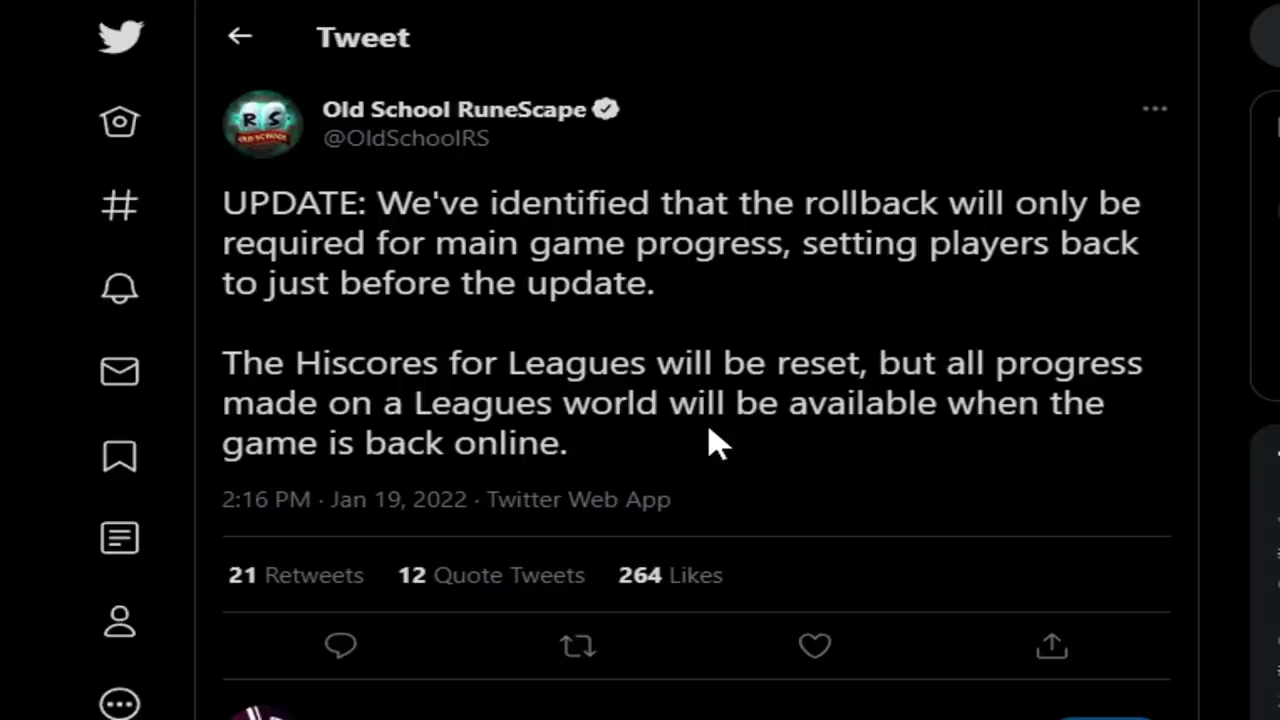 Tweet
RS
OLD SCHOOL
Old School RuneScape
@OldSchoolRS
UPDATE: We've identified that the rollback will only be
required for main game progress, setting players back
to just before the update.
The Hiscores for Leagues will be reset, but all progress
made on a Leagues world will be available when the
game is back online.
2:16 PM · Jan 19, 2022 · Twitter Web App
21 Retweets 12 Quote Tweets 264 Likes